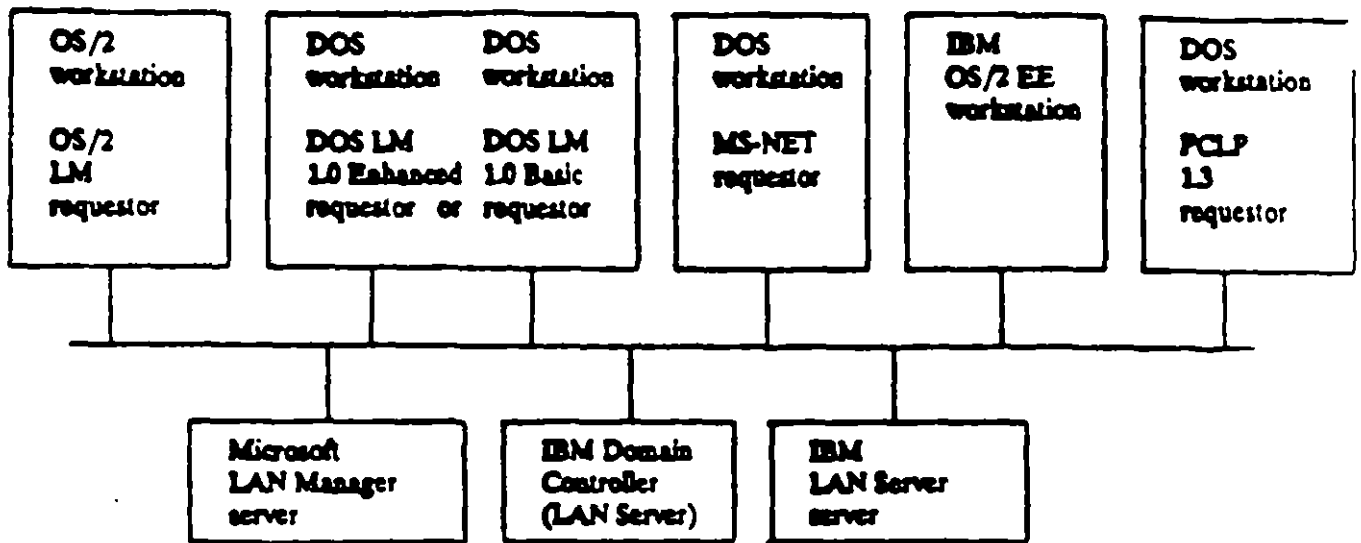 OS/2
workstation
OS/2
LM
requestor
DOS
workstation
DOS LM
1.0 Enhanced
requestor or
DOS
workstation
DOS LM
1.0 Basic
requestor
DOS
workstation
MS-NET
requestor
IBM
OS/2 EE
workstation
DOS
workstation
PCLP
1.3
requestor
Microsoft
LAN Manager
server
IBM Domain
Controller
(LAN Server)
IBM
LAN Server
server